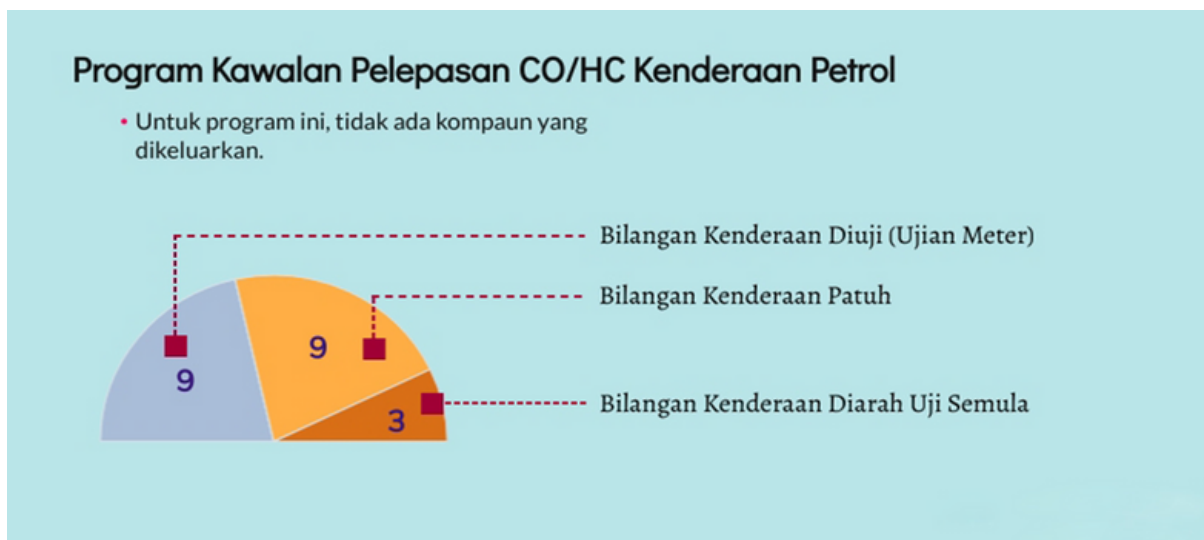 Program Kawalan Pelepasan CO/HC Kenderaan Petrol
• Untuk program ini, tidak ada kompaun yang
dikeluarkan.
Bilangan Kenderaan Diuji (Ujian Meter)
Bilangan Kenderaan Patuh
9
9
Bilangan Kenderaan Diarah Uji Semula
3